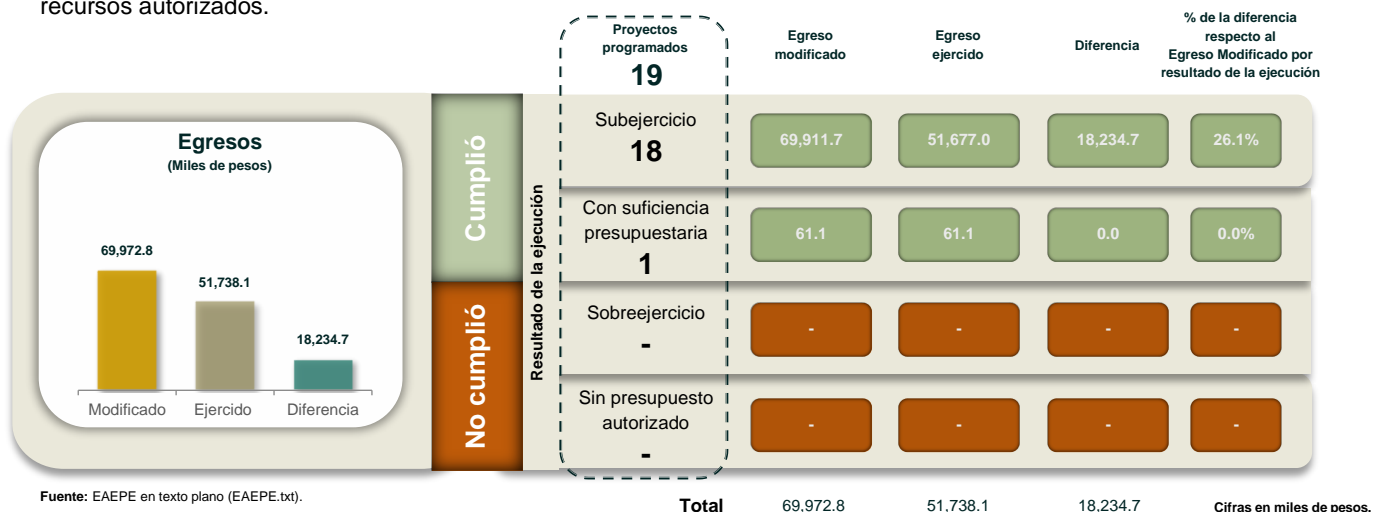 recursos autorizados.
Proyectos
programados
19
Egreso
modificado
Egreso
ejercido
Diferencia
% de la diferencia
respecto al
Egreso Modificado por
resultado de la ejecución
Egresos
(Miles de pesos)
69,972.8
51,738.1
18,234.7
Modificado
Ejercido
Diferencia
Cumplió
No cumplió
Resultado de la ejecución
Subejercicio
18
69,911.7
51,677.0
18,234.7
26.1%
Con suficiencia
presupuestaria
1
61.1
61.1
0.0
0.0%
Sobreejercicio
-
-
-
-
-
Sin presupuesto
autorizado
-
-
-
-
-
Fuente: EAEPE en texto plano (EAEPE.txt).
Total
69,972.8
51,738.1
18,234.7
Cifras en miles de pesos.